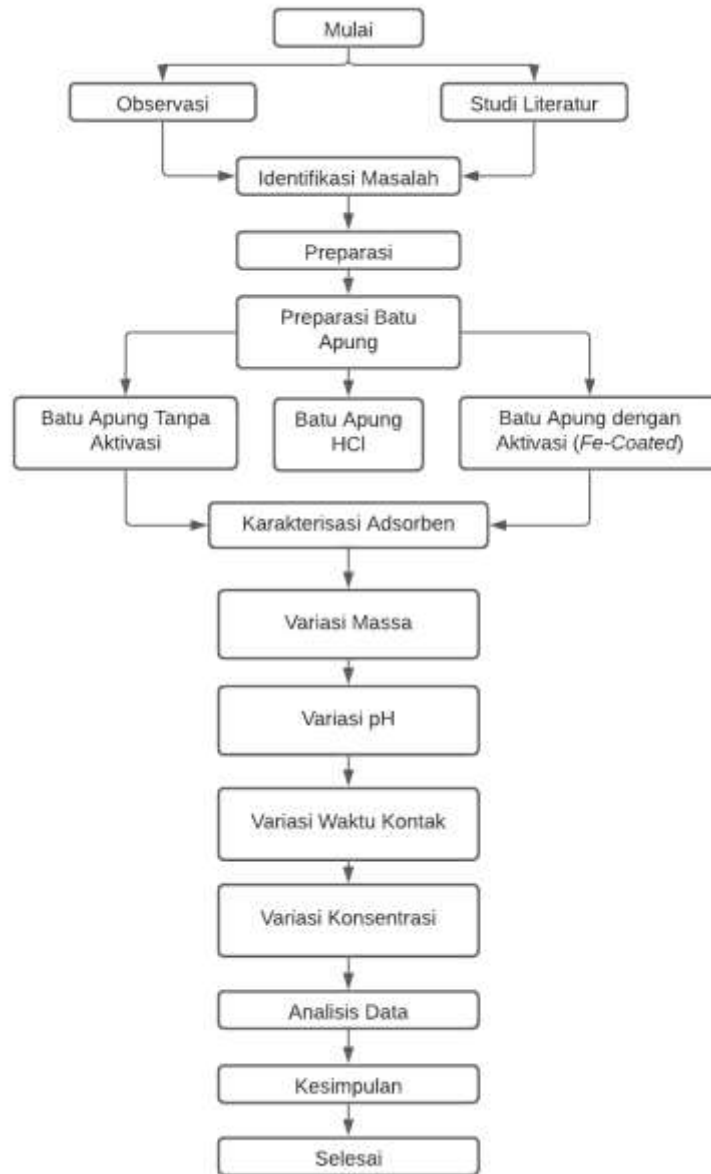 Mulai
Observasi
Studi Literatur
Identifikasi Masalah
Preparasi
Preparasi Batu
Apung
Batu Apung Tanpa
Aktivasi
Batu Apung
HCl
Batu Apung dengan
Aktivasi (Fe-Coated)
Karakterisasi Adsorben
Variasi Massa
Variasi pH
Variasi Waktu Kontak
Variasi Konsentrasi
Analisis Data
Kesimpulan
Selesai